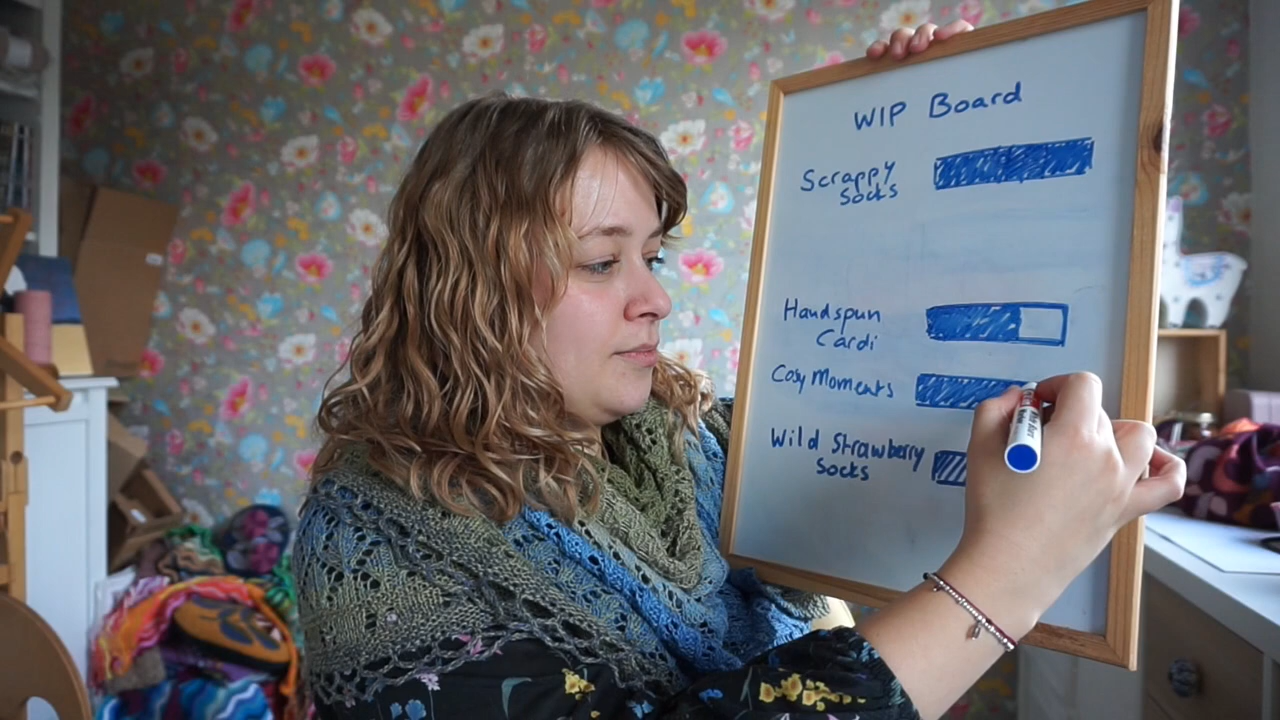 WIP Board
Scrappy
Socks
Handspun
Cardi
Cosy Moments
Wild Strawberry
Socks